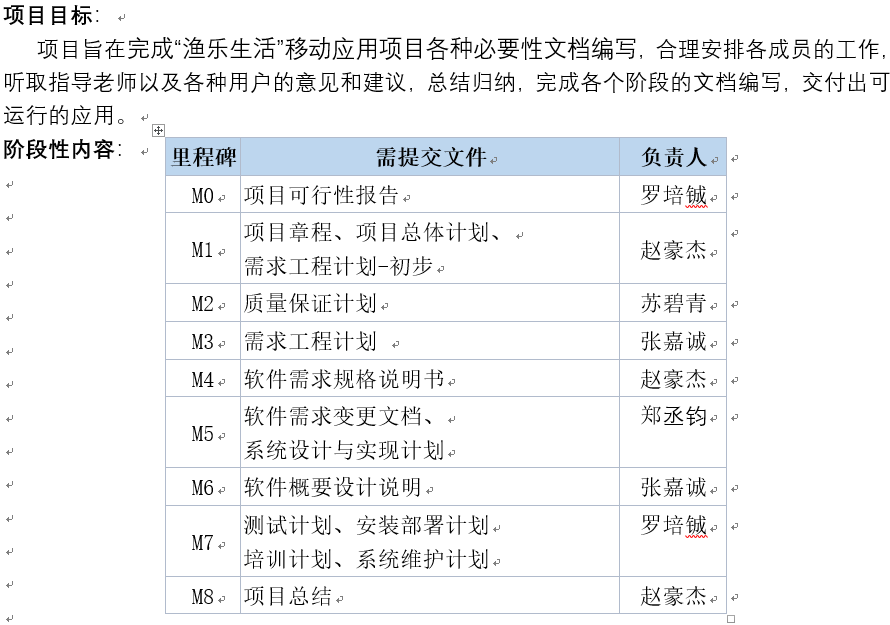 项目目标：
项目旨在完成“渔乐生活”移动应用项目各种必要性文档编写，合理安排各成员的工作，
听取指导老师以及各种用户的意见和建议，总结归纳，完成各个阶段的文档编写，交付出可
运行的应用。
阶段性内容：
里程碑 需提交文件 负责人
M0 项目可行性报告 罗培铖
M1 项目章程、项目总体计划、 赵豪杰
需求工程计划-初步
M2 质量保证计划 苏碧青
M3 需求工程计划 张嘉诚
M4 软件需求规格说明书 赵豪杰
M5 软件需求变更文档、 郑丞钧
系统设计与实现计划
M6 软件概要设计说明 张嘉诚
M7 测试计划、安装部署计划 罗培铖
培训计划、系统维护计划
M8 项目总结 赵豪杰